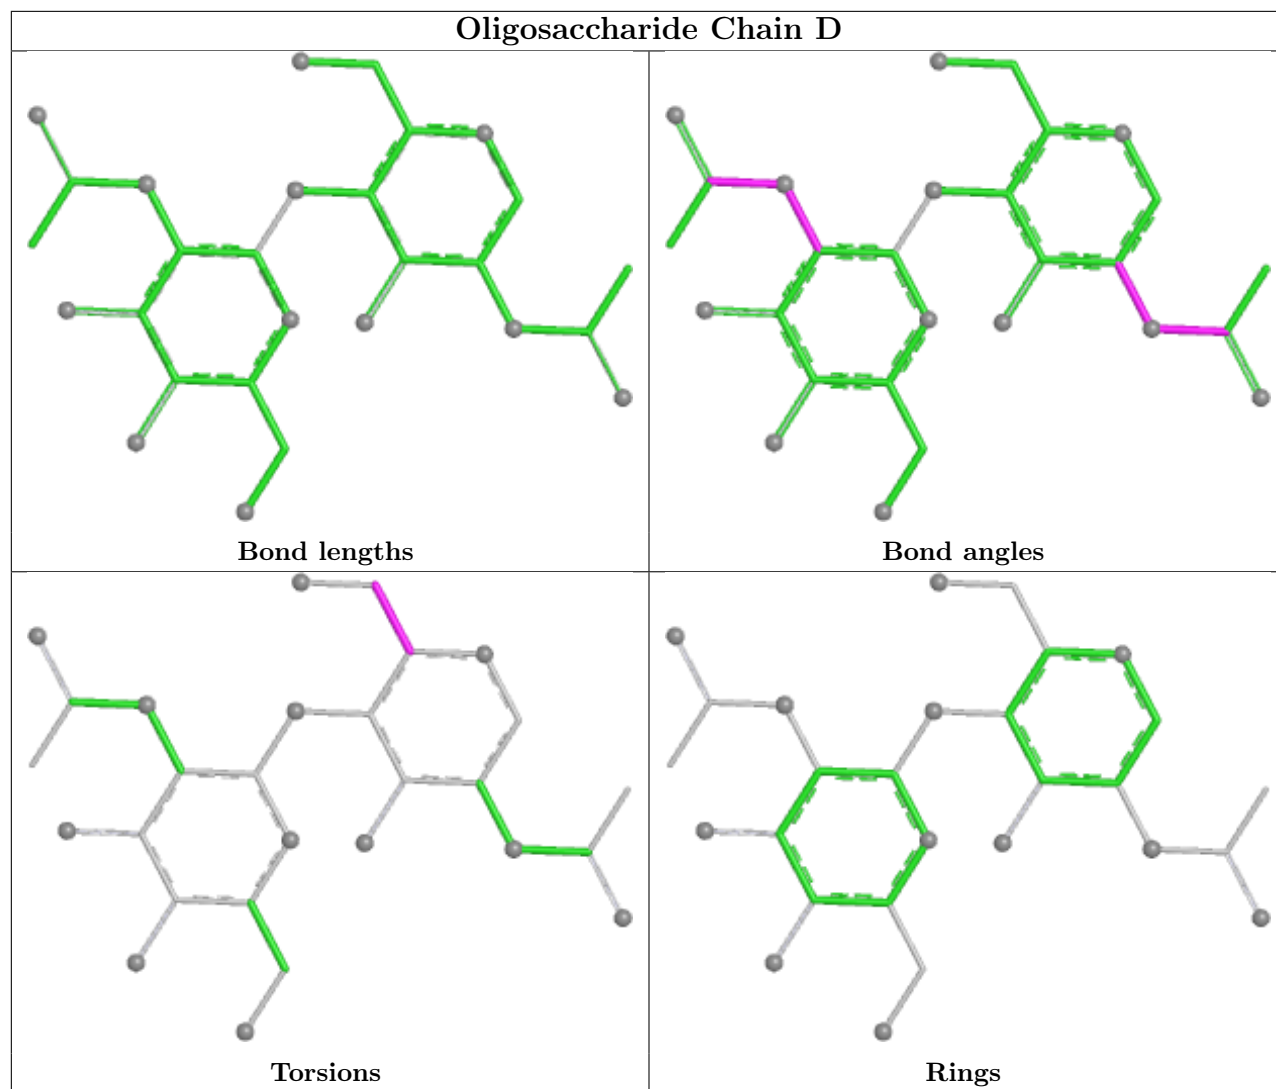 Oligosaccharide Chain D
Bond lengths
Bond angles
Torsions
Rings